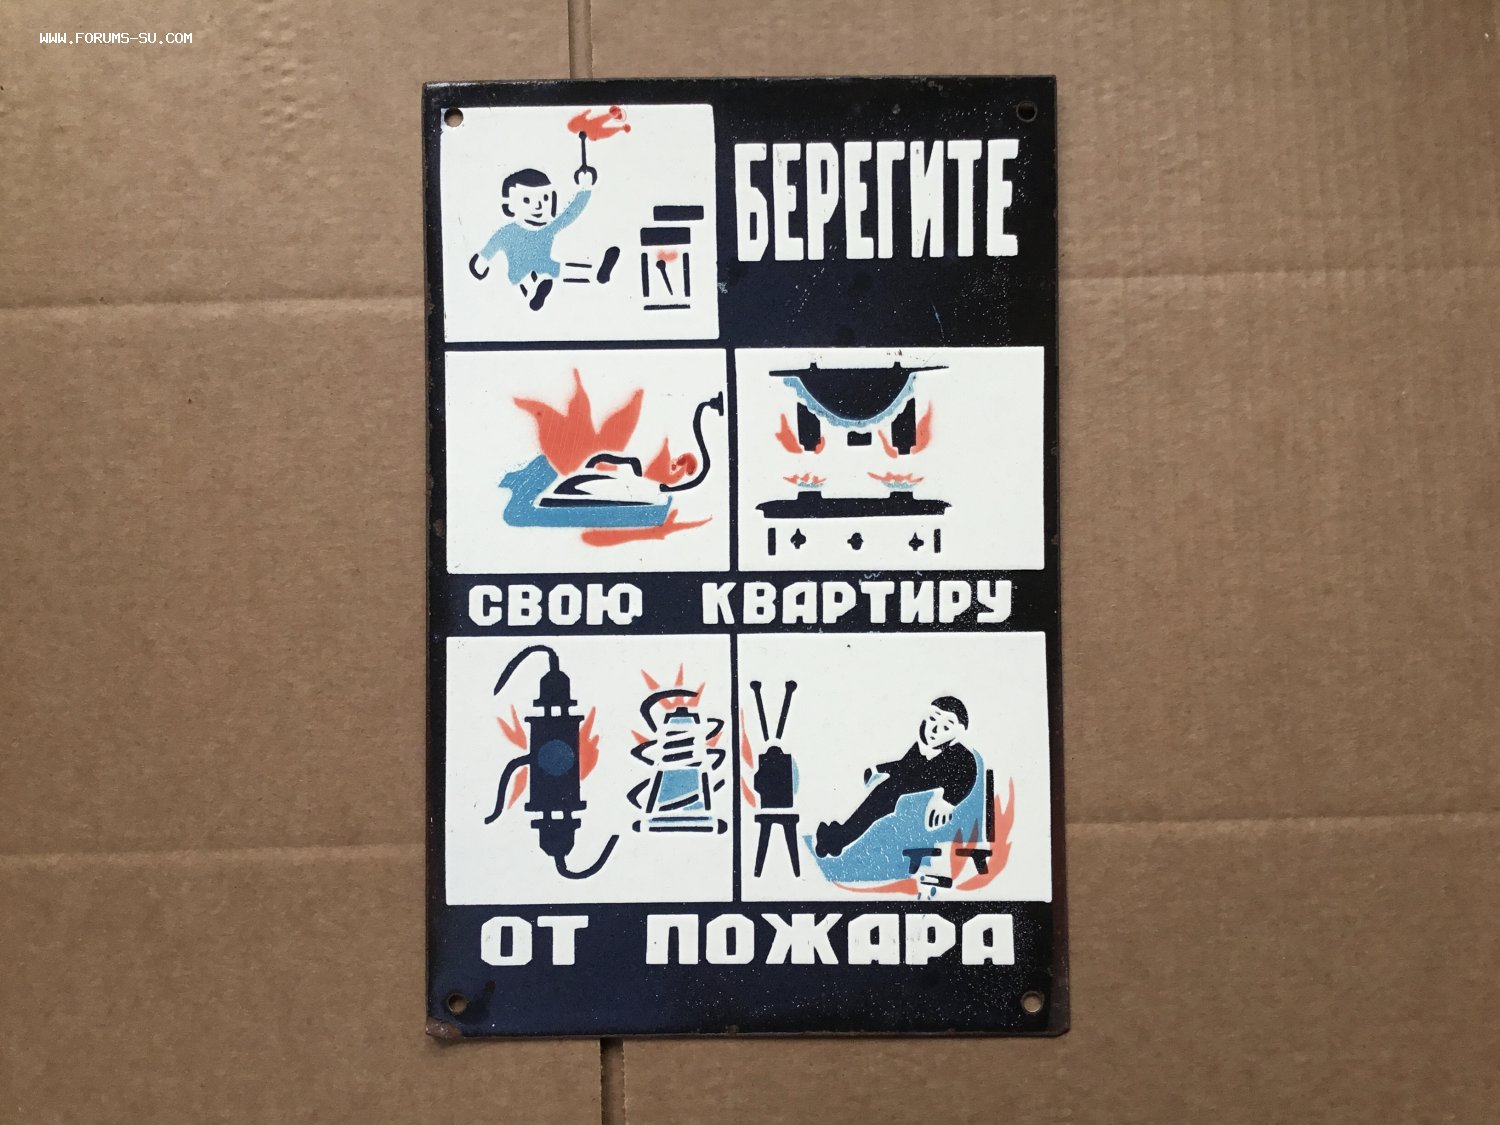 WWW.FORUMS-SU.COM
БЕРЕГИТЕ
СВОЮ КВАРТИРУ
ОТ ПОЖАРА